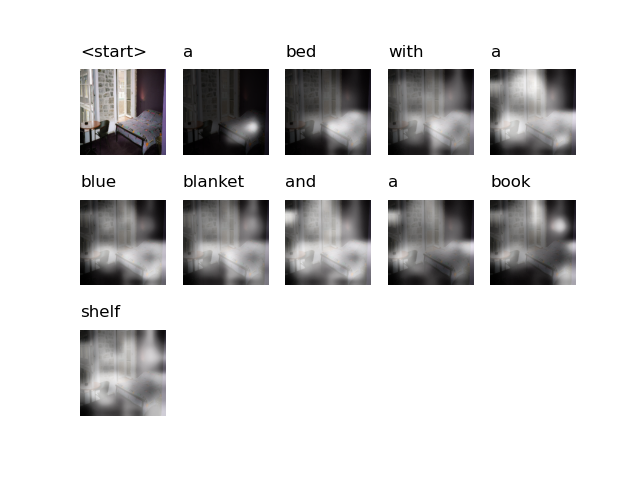 <start> a bed with a
blue blanket and a book
shelf